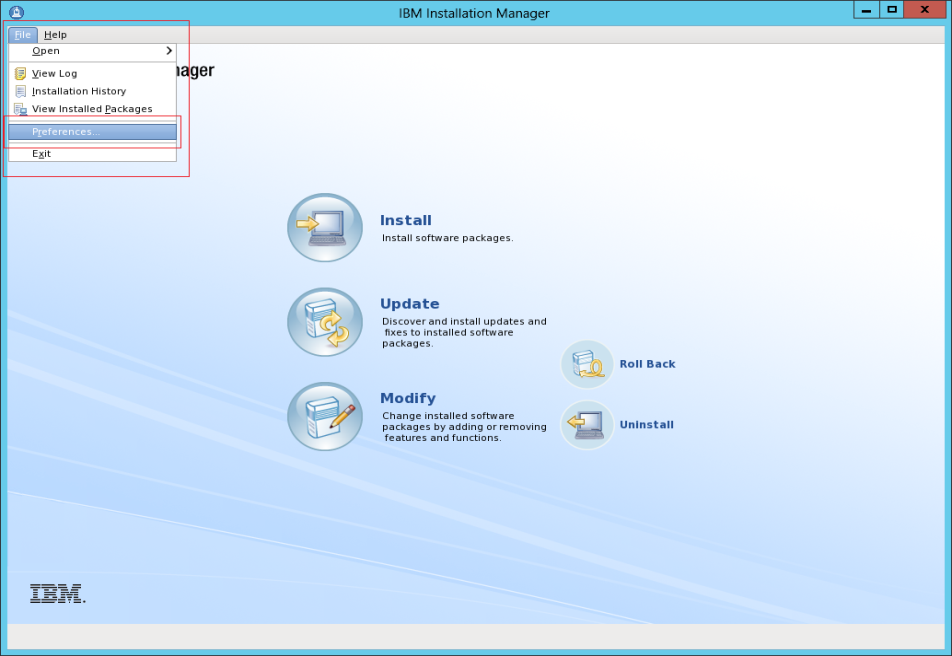 IBM Installation Manager
File Help
Open
nager
View Log
Installation History
View Installed Packages
Preferences...
Exit
Install
Install software packages.
Update
Discover and install updates and
fixes to installed software
packages.
Roll Back
Modify
Change installed software
packages by adding or removing
features and functions.
Uninstall
IBM.